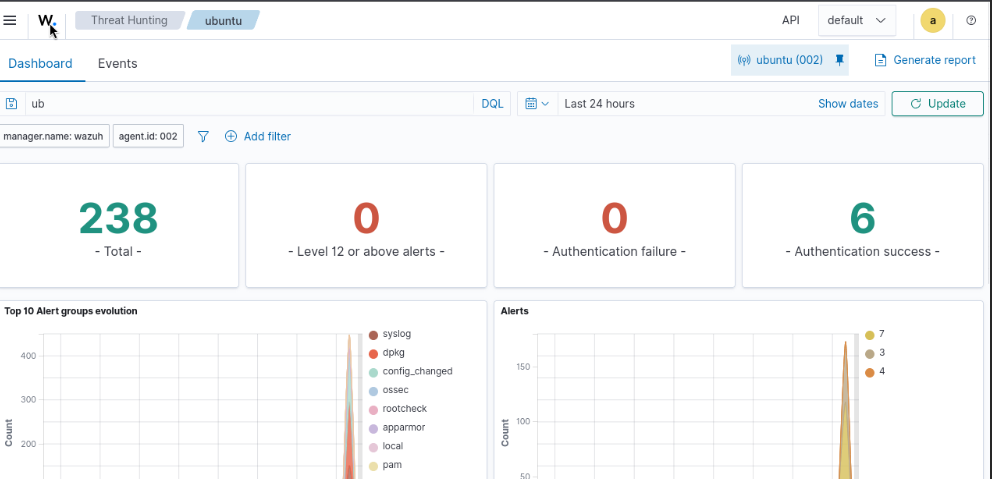 W. Threat Hunting ubuntu API default a
Dashboard Events ubuntu (002) Generate report
ub DQL Last 24 hours Show dates Update
manager.name: wazuh agent.id: 002 Add filter
238 0 0 6
- Total - - Level 12 or above alerts - - Authentication failure - - Authentication success -
Top 10 Alert groups evolution
Count
400
300
200
syslog
dpkg
config_changed
ossec
rootcheck
apparmor
local
pam
Alerts
Count
150
100
50
7
3
4